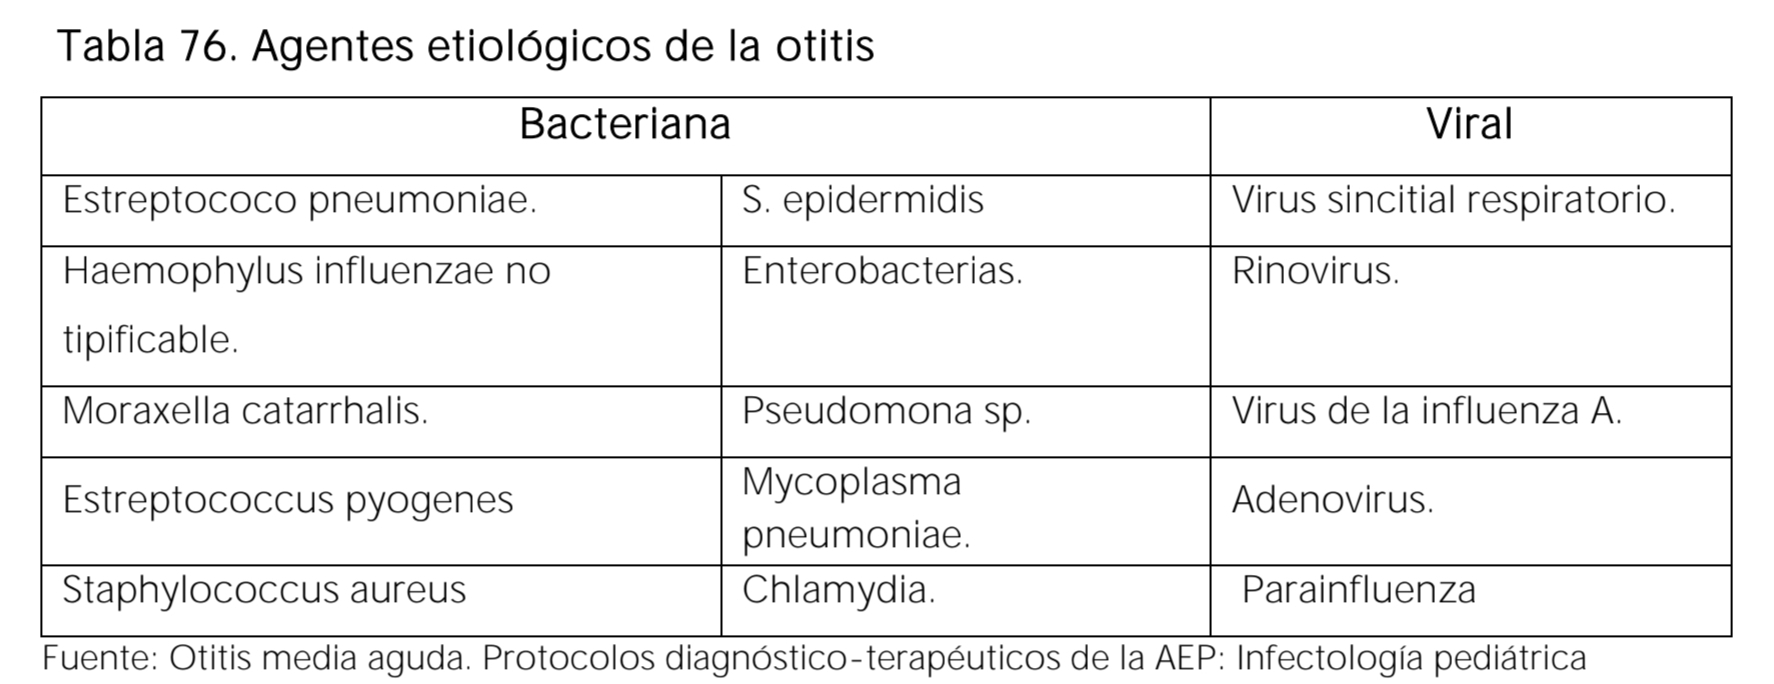 Tabla 76. Agentes etiológicos de la otitis
Bacteriana
Viral
Estreptococo pneumoniae.
S. epidermidis
Virus sincitial respiratorio.
Haemophylus influenzae no
tipificable.
Enterobacterias.
Rinovirus.
Moraxella catarrhalis.
Pseudomona sp.
Virus de la influenza A.
Estreptococcus pyogenes
Mycoplasma
pneumoniae.
Adenovirus.
Staphylococcus aureus
Chlamydia.
Parainfluenza
Fuente: Otitis media aguda. Protocolos diagnóstico-terapéuticos de la AEP: Infectología pediátrica